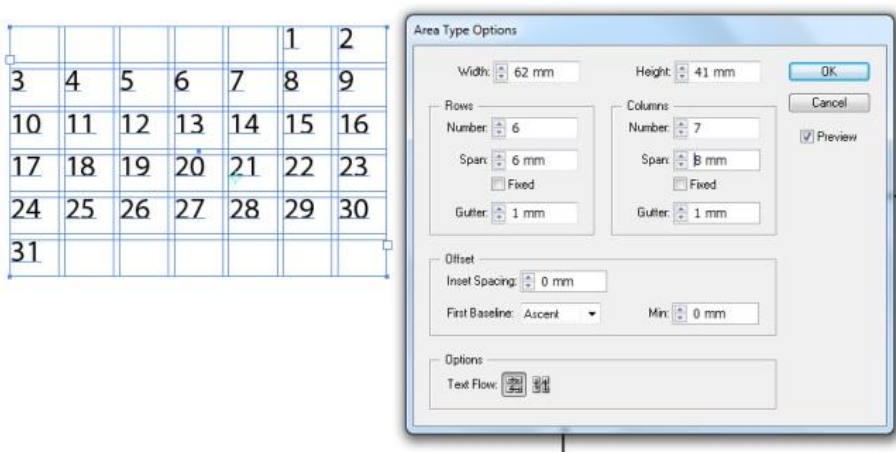 1 2
3 4 5 6 7 8 9
10 11 12 13 14 15 16
17 18 19 20 21 22 23
24 25 26 27 28 29 30
31
Area Type Options
Width: 62 mm Height: 41 mm
OK
Rows Columns
Cancel
Number: 6 Number: 7
Preview
Span: 6 mm Span: 8 mm
Fixed Fixed
Gutter: 1 mm Gutter: 1 mm
Offset
Inset Spacing: 0 mm
First Baseline: Ascent Min: 0 mm
Options
Text Flow: